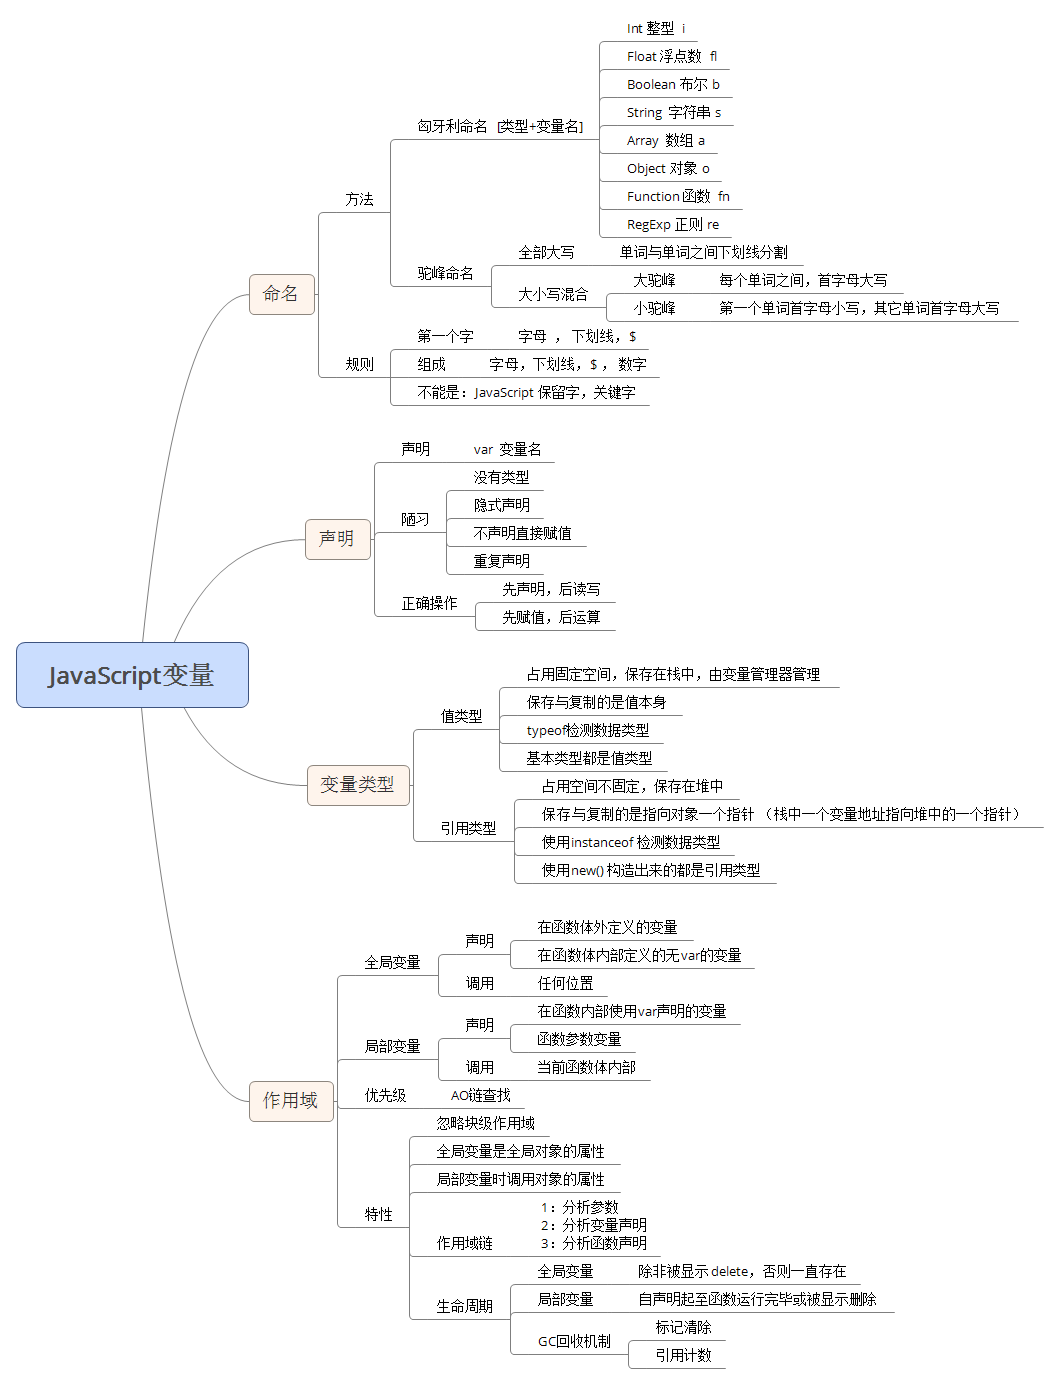 JavaScript变量
命名
方法
匈牙利命名 [类型+变量名]
Int 整型 i
Float 浮点数 fl
Boolean 布尔 b
String 字符串 s
Array 数组 a
Object 对象 o
Function 函数 fn
RegExp 正则 re
驼峰命名
全部大写 单词与单词之间下划线分割
大小写混合
大驼峰 每个单词之间，首字母大写
小驼峰 第一个单词首字母小写，其它单词首字母大写
规则
第一个字 字母 ， 下划线，$
组成 字母，下划线，$ ， 数字
不能是：JavaScript 保留字，关键字
声明
声明 var 变量名
陋习
没有类型
隐式声明
不声明直接赋值
重复声明
正确操作
先声明，后读写
先赋值，后运算
变量类型
值类型
占用固定空间，保存在栈中，由变量管理器管理
保存与复制的是值本身
typeof检测数据类型
基本类型都是值类型
引用类型
占用空间不固定，保存在堆中
保存与复制的是指向对象一个指针 （栈中一个变量地址指向堆中的一个指针）
使用instanceof 检测数据类型
使用new() 构造出来的都是引用类型
作用域
全局变量
声明
在函数体外定义的变量
在函数体内部定义的无var的变量
调用 任何位置
局部变量
声明
在函数内部使用var声明的变量
函数参数变量
调用 当前函数体内部
优先级 AO链查找
特性
忽略块级作用域
全局变量是全局对象的属性
局部变量时调用对象的属性
作用域链
1：分析参数
2：分析变量声明
3：分析函数声明
生命周期
全局变量 除非被显示 delete，否则一直存在
局部变量 自声明起至函数运行完毕或被显示删除
GC回收机制
标记清除
引用计数